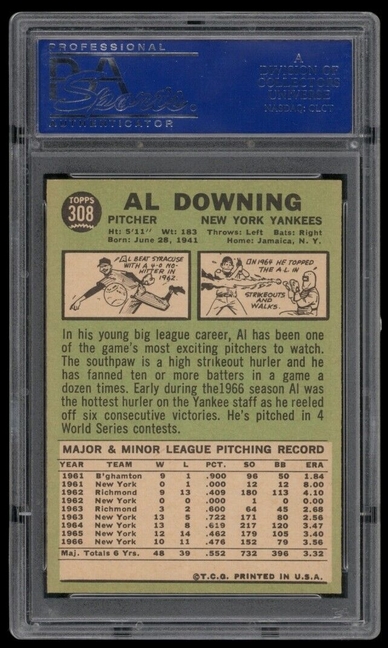 PROFESSIONAL
PSA
Sports
AUTHENTICATOR
A
DIVISION OF
COLLECTORS
UNIVERSE
NASDAQ: CLCT
TOPPS
308
AL DOWNING
PITCHER NEW YORK YANKEES
Ht: 5'11" Wt: 183 Throws: Left Bats: Right
Born: June 28, 1941 Home: Jamaica, N. Y.
AL BEAT SYRACUSE
WITH A 4-0 NO-
HITTER IN
1962.
IN 1964 HE TOPPED
THE A.L IN
STRIKEOUTS
AND
WALKS.
In his young big league career, Al has been one
of the game's most exciting pitchers to watch.
The southpaw is a high strikeout hurler and he
has fanned ten or more batters in a game a
dozen times. Early during the1966 season Al was
the hottest hurler on the Yankee staff as he reeled
off six consecutive victories. He's pitched in 4
World Series contests.
MAJOR & MINOR LEAGUE PITCHING RECORD
YEAR TEAM W L PCT. SO BB ERA
1961 B'ghamton 9 1 .900 96 50 1.84
1961 New York 0 1 .000 12 12 8.00
1962 Richmond 9 13 .409 180 113 4.10
1962 New York 0 0 .000 1 0 0.00
1963 Richmond 3 2 .600 64 45 2.68
1963 New York 13 5 .722 171 80 2.56
1964 New York 13 8 .619 217 120 3.47
1965 New York 12 14 .462 179 105 3.40
1966 New York 10 11 .476 152 79 3.56
Maj. Totals 6 Yrs. 48 39 .552 732 396 3.32
©T.C.G. PRINTED IN U.S.A.